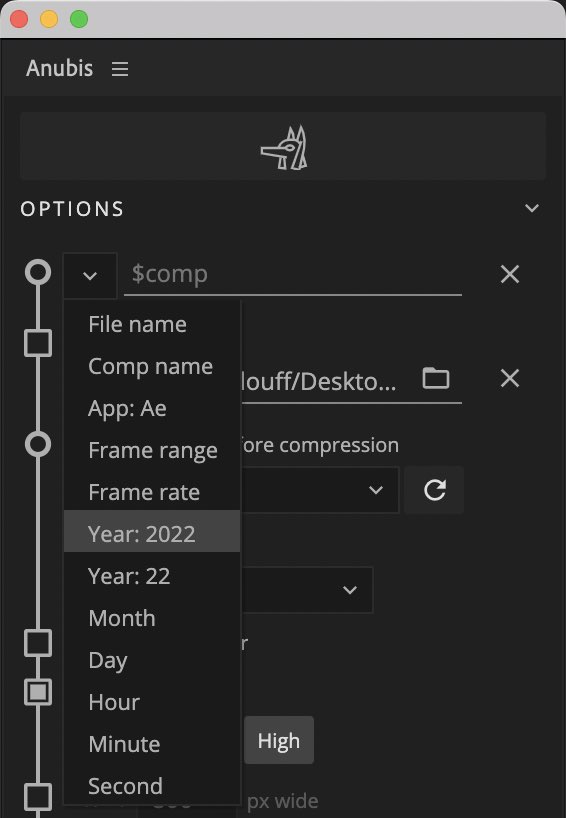 Anubis
OPTIONS
$comp
File name
Comp name
App: Ae
Frame range
Frame rate
Year: 2022
Year: 22
Month
Day
Hour
Minute
Second
louff/Deskto...
fore compression
r
High
px wide